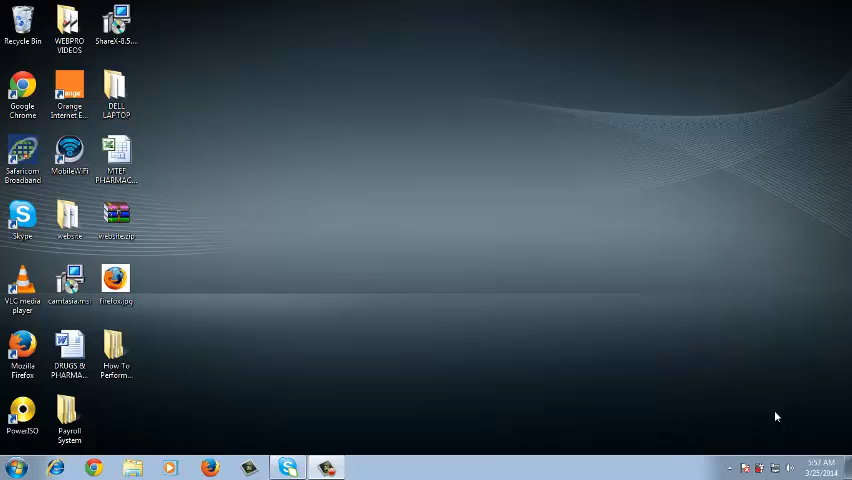 Recycle Bin
WEBPRO
VIDEOS
ShareX-8.5....
Google
Chrome
Orange
Internet E...
DELL
LAPTOP
Safaricom
Broadband
MobileWiFi
MTEF
PHARMAC...
Skype
website
website.zip
VLC media
player
camtasia.msi
firefox.jpg
Mozilla
Firefox
DRUGS &
PHARMA...
How To
Perform...
PowerISO
Payroll
System
5:57 AM
3/25/2014